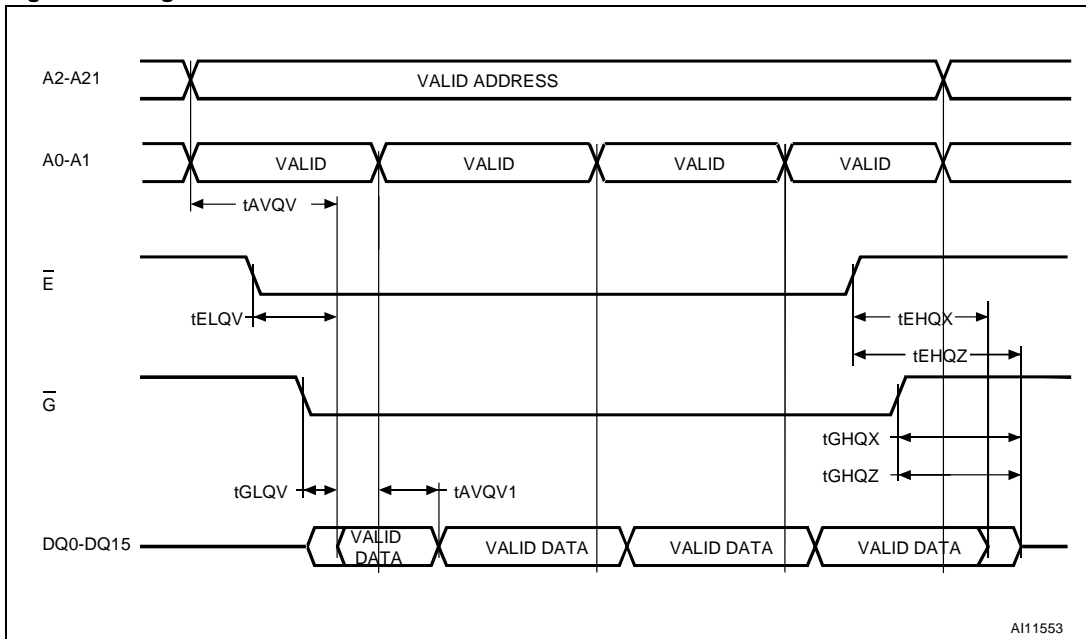 A2-A21
VALID ADDRESS
A0-A1
VALID
VALID
VALID
VALID
tAVQV
E
tELQV
tEHQX
tEHQZ
G
tGHQX
tGHQZ
tGLQV
tAVQV1
DQ0-DQ15
VALID
DATA
VALID DATA
VALID DATA
VALID DATA
AI11553